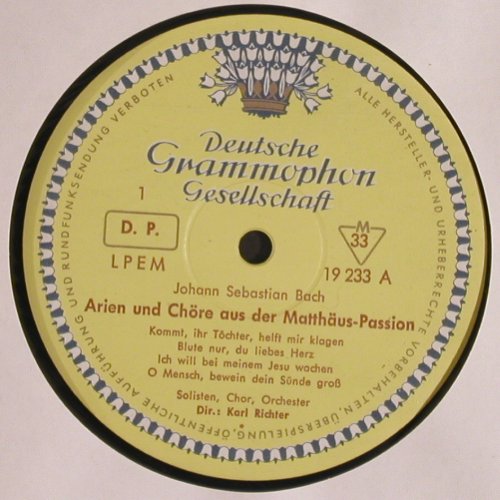 ALLE HERSTELLER- UND URHEBERRECHTE VORBEHALTEN, ÜBERSPIELUNG, ÖFFENTLICHE AUFFÜHRUNG UND RUNDFUNKSENDUNG VERBOTEN
Deutsche
Grammophon
Gesellschaft
1
D. P.
LPEM
M
33
19 233 A
Johann Sebastian Bach
Arien und Chöre aus der Matthäus-Passion
Kommt, ihr Töchter, helft mir klagen
Blute nur, du liebes Herz
Ich will bei meinem Jesu wachen
O Mensch, bewein dein Sünde groß
Solisten, Chor, Orchester
Dir.: Karl Richter